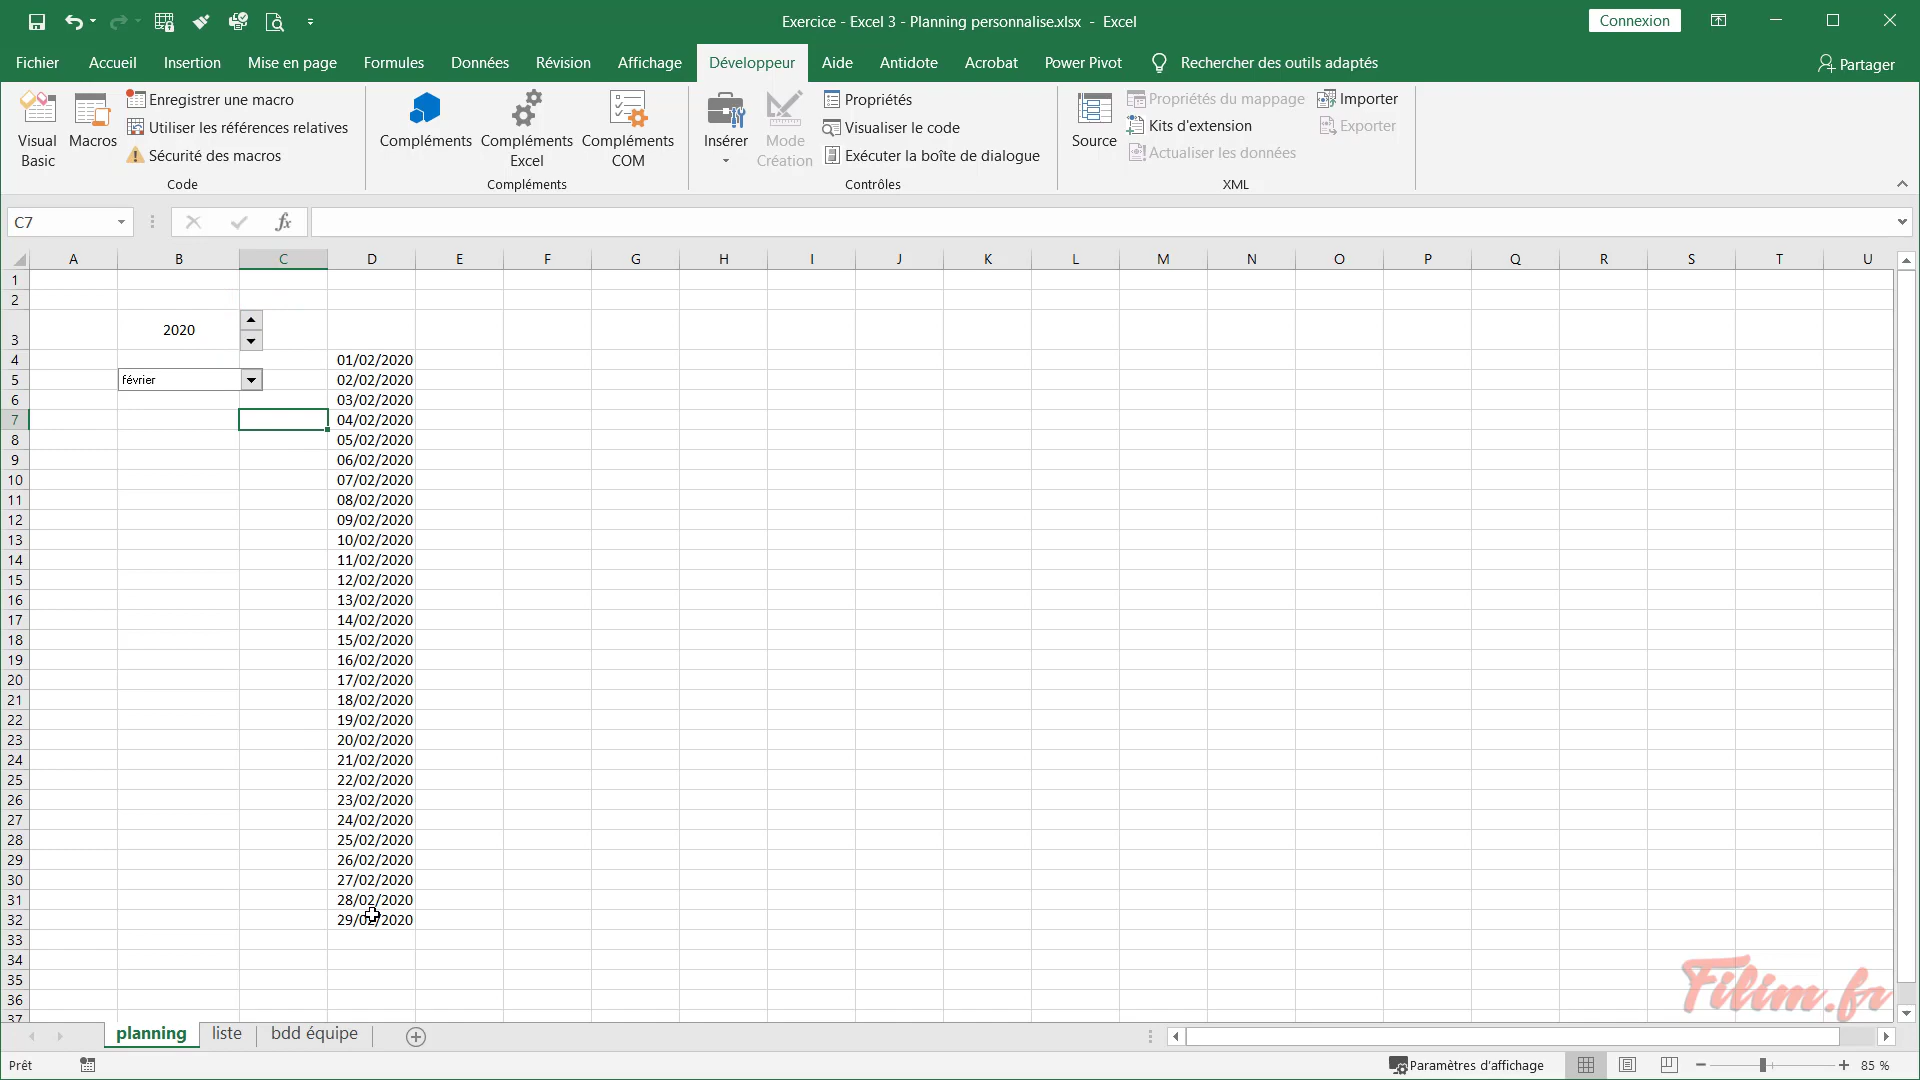 Exercice - Excel 3 - Planning personnalise.xlsx - Excel
Connexion
Fichier Accueil Insertion Mise en page Formules Données Révision Affichage Développeur Aide Antidote Acrobat Power Pivot Rechercher des outils adaptés Partager
Visual Basic
Macros
Enregistrer une macro
Utiliser les références relatives
Sécurité des macros
Code
Compléments
Compléments Excel
Compléments COM
Compléments
Insérer
Mode Création
Propriétés
Visualiser le code
Exécuter la boîte de dialogue
Contrôles
Source
Propriétés du mappage
Kits d'extension
Actualiser les données
Importer
Exporter
XML
C7
fx
A B C D E F G H I J K L M N O P Q R S T U
1
2
3 2020
4 01/02/2020
5 février 02/02/2020
6 03/02/2020
7 04/02/2020
8 05/02/2020
9 06/02/2020
10 07/02/2020
11 08/02/2020
12 09/02/2020
13 10/02/2020
14 11/02/2020
15 12/02/2020
16 13/02/2020
17 14/02/2020
18 15/02/2020
19 16/02/2020
20 17/02/2020
21 18/02/2020
22 19/02/2020
23 20/02/2020
24 21/02/2020
25 22/02/2020
26 23/02/2020
27 24/02/2020
28 25/02/2020
29 26/02/2020
30 27/02/2020
31 28/02/2020
32 29/02/2020
33
34
35
36
37
Filim.fr
planning liste bdd équipe
Prêt
Paramètres d'affichage
85 %